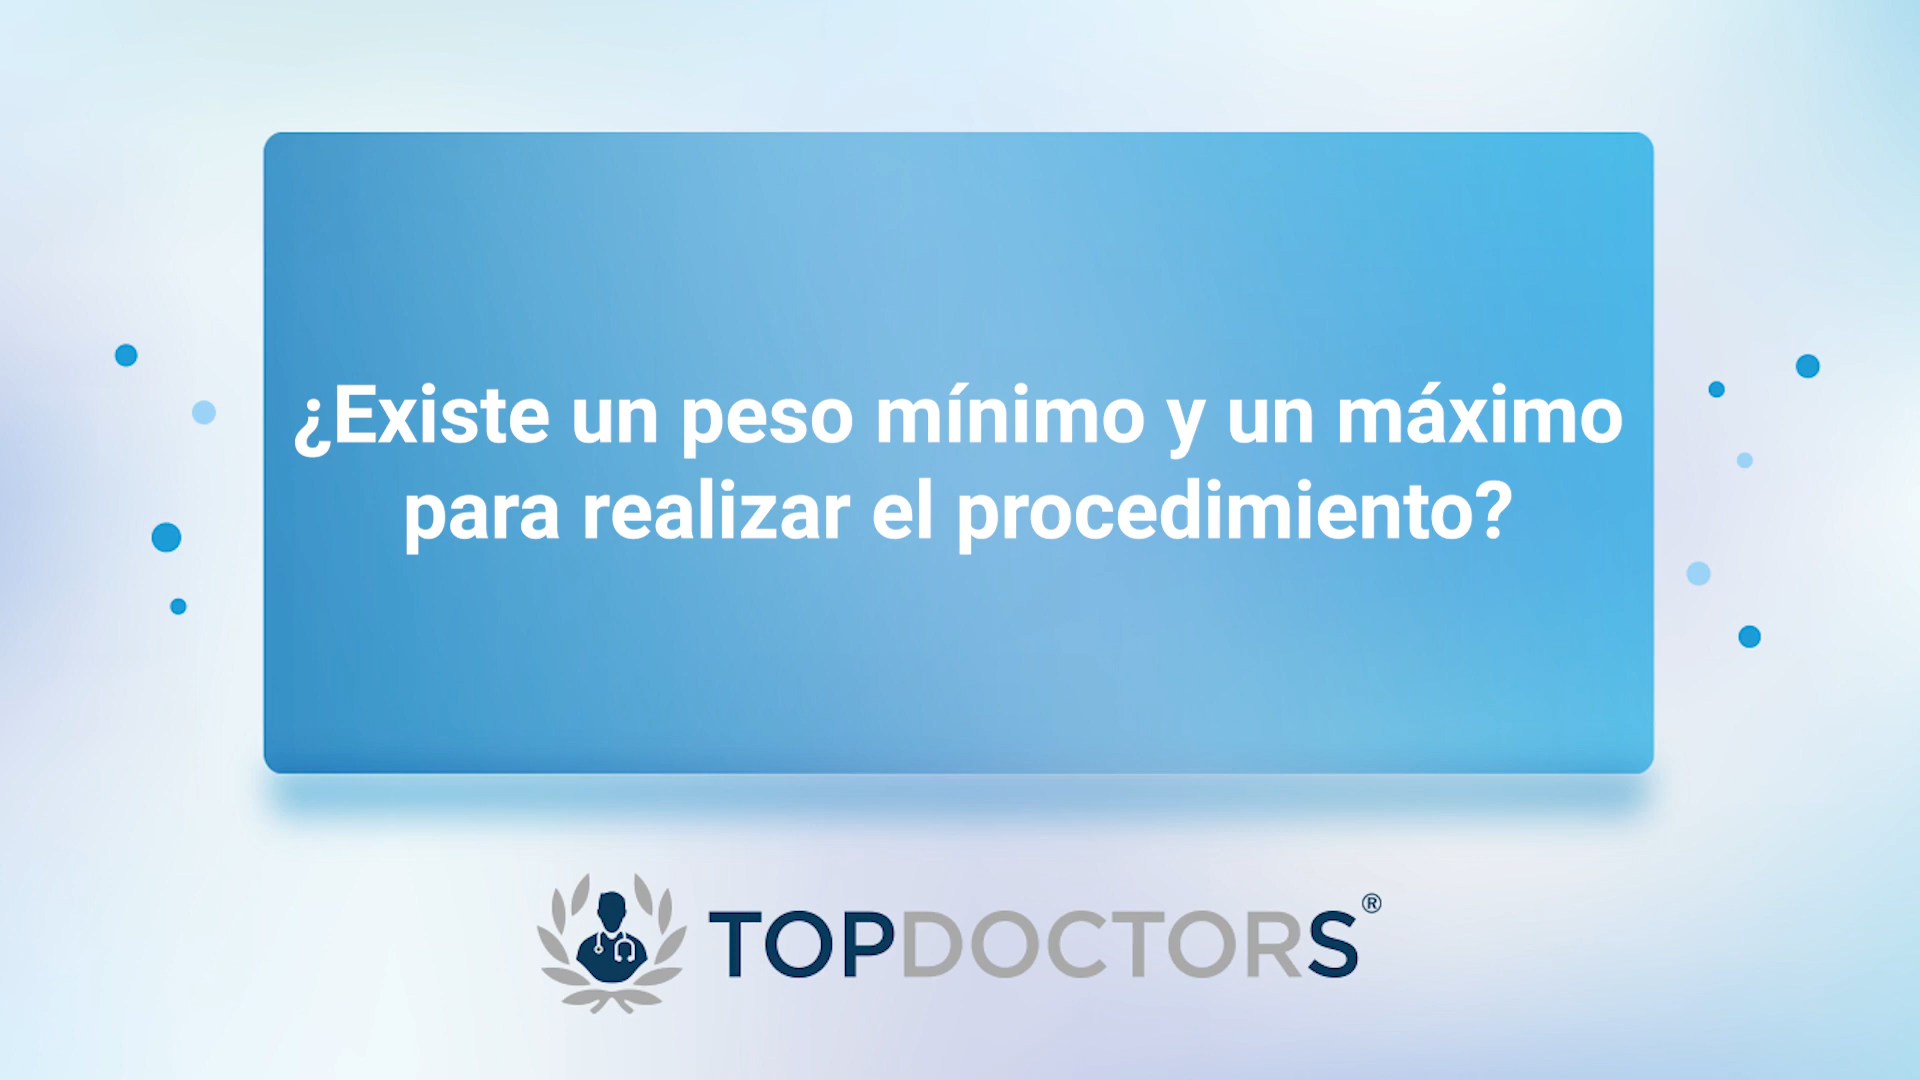 ¿Existe un peso mínimo y un máximo
para realizar el procedimiento?
TOPDOCTORS®